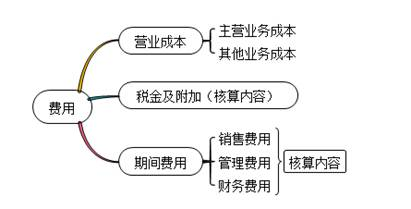 费用
营业成本
主营业务成本
其他业务成本
税金及附加（核算内容）
期间费用
销售费用
管理费用
财务费用
核算内容